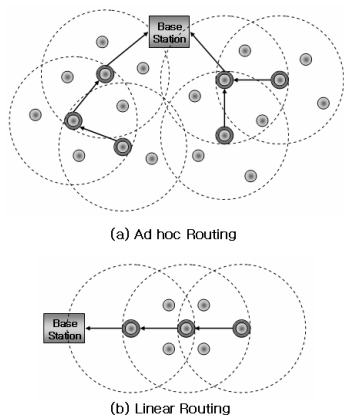 Base
Station
(a) Ad hoc Routing
Base
Station
(b) Linear Routing